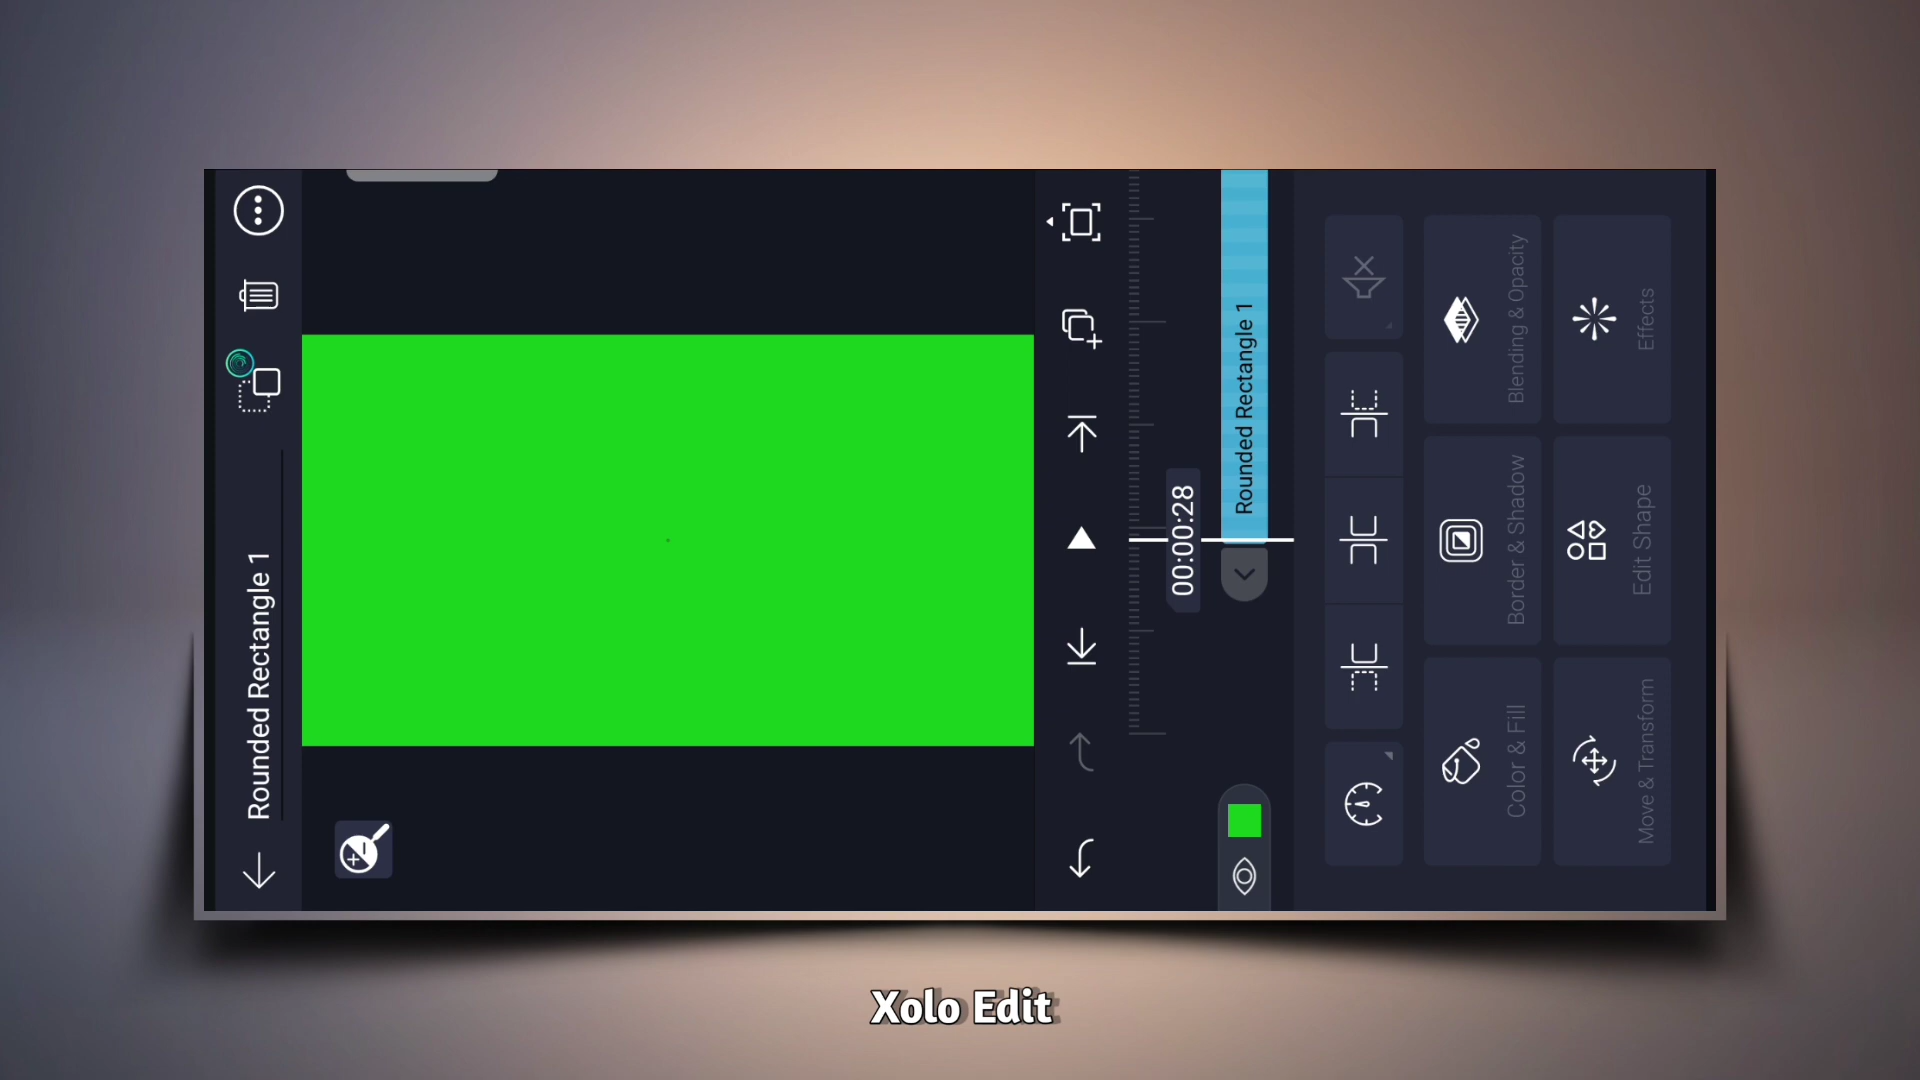 Rounded Rectangle 1
00:00:28
Rounded Rectangle 1
Color & Fill
Border & Shadow
Blending & Opacity
Move & Transform
Edit Shape
Effects
Xolo Edit